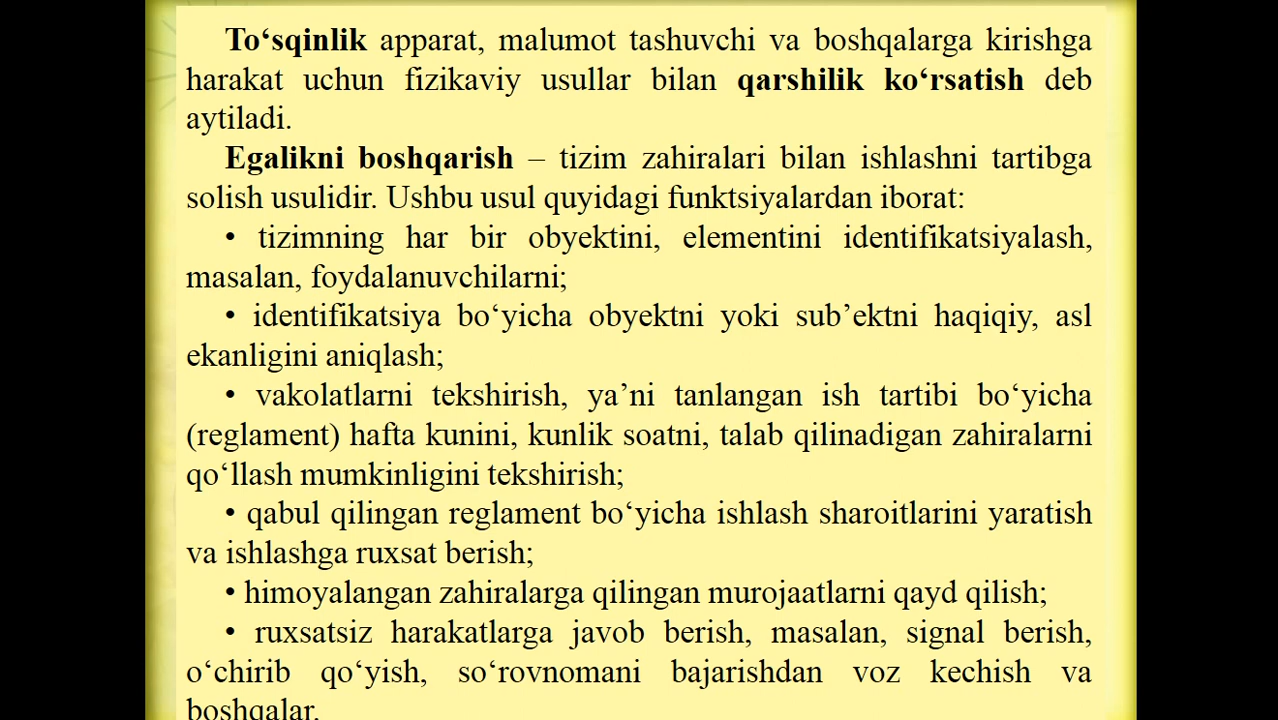 To‘sqinlik apparat, malumot tashuvchi va boshqalarga kirishga
harakat uchun fizikaviy usullar bilan qarshilik ko‘rsatish deb
aytiladi.
Egalikni boshqarish – tizim zahiralari bilan ishlashni tartibga
solish usulidir. Ushbu usul quyidagi funktsiyalardan iborat:
• tizimning har bir obyektini, elementini identifikatsiyalash,
masalan, foydalanuvchilarni;
• identifikatsiya bo‘yicha obyektni yoki sub’ektni haqiqiy, asl
ekanligini aniqlash;
• vakolatlarni tekshirish, ya’ni tanlangan ish tartibi bo‘yicha
(reglament) hafta kunini, kunlik soatni, talab qilinadigan zahiralarni
qo‘llash mumkinligini tekshirish;
• qabul qilingan reglament bo‘yicha ishlash sharoitlarini yaratish
va ishlashga ruxsat berish;
• himoyalangan zahiralarga qilingan murojaatlarni qayd qilish;
• ruxsatsiz harakatlarga javob berish, masalan, signal berish,
o‘chirib qo‘yish, so‘rovnomani bajarishdan voz kechish va
boshqalar.